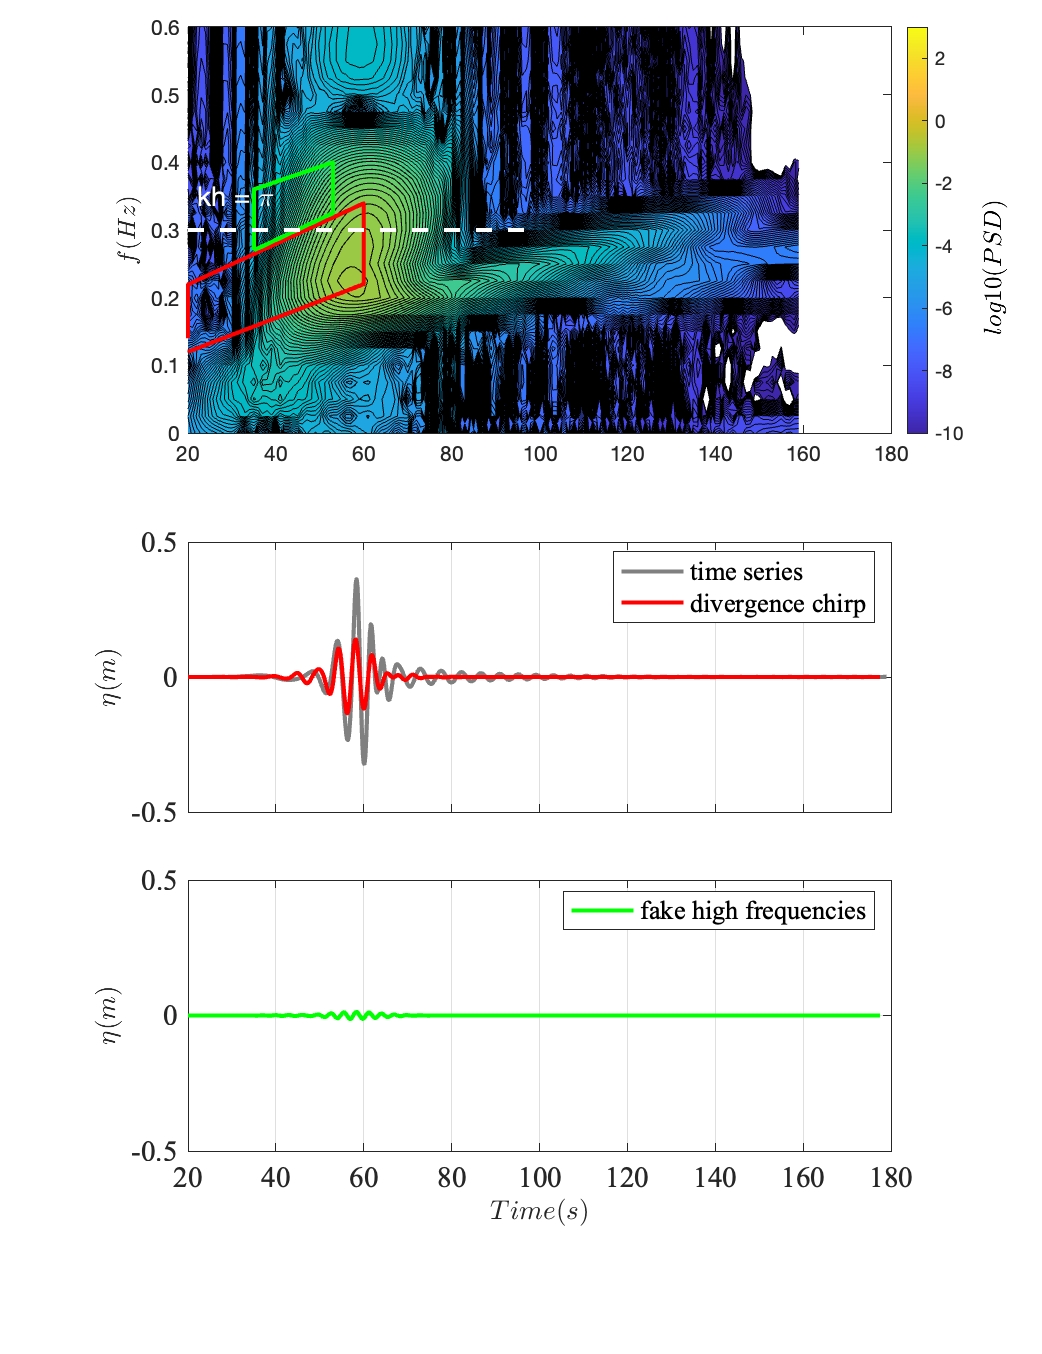 0.6
0.5
0.4
0.3
0.2
0.1
0
f(Hz)
kh = π
20 40 60 80 100 120 140 160 180
2
0
-2
-4
-6
-8
-10
log10(PSD)
0.5
0
-0.5
η(m)
time series
divergence chirp
0.5
0
-0.5
η(m)
fake high frequencies
20 40 60 80 100 120 140 160 180
Time(s)